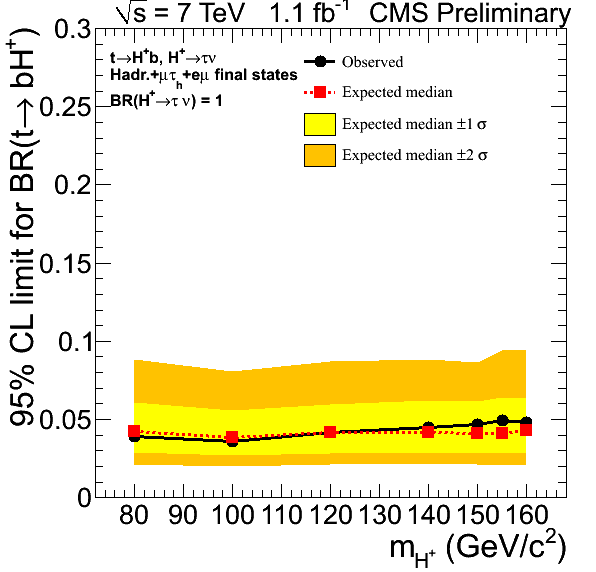 √s = 7 TeV 1.1 fb⁻¹ CMS Preliminary
95% CL limit for BR(t→ bH⁺)
0.3
0.25
0.2
0.15
0.1
0.05
0
t→H⁺b, H⁺→τν
Hadr.+μτₕ+eμ final states
BR(H⁺→τ ν) = 1
Observed
Expected median
Expected median ±1 σ
Expected median ±2 σ
80 90 100 110 120 130 140 150 160
m_H⁺ (GeV/c²)